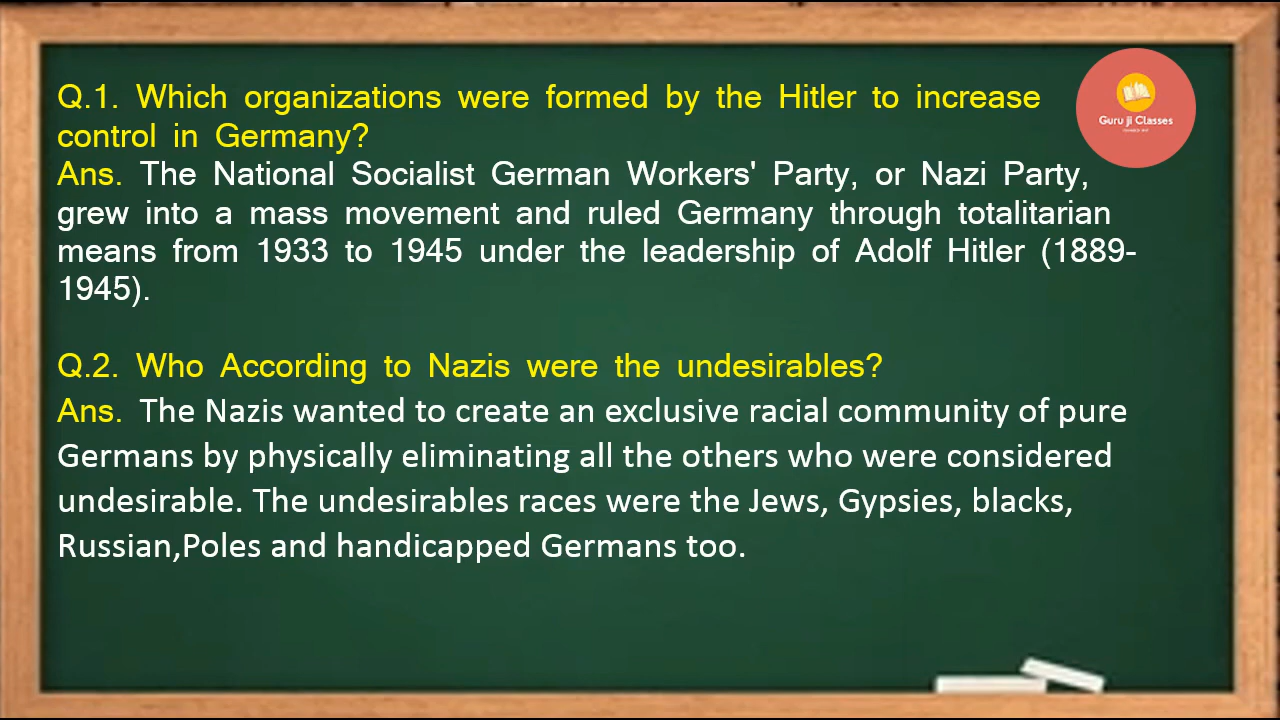 Q.1. Which organizations were formed by the Hitler to increase
control in Germany?
Ans. The National Socialist German Workers' Party, or Nazi Party,
grew into a mass movement and ruled Germany through totalitarian
means from 1933 to 1945 under the leadership of Adolf Hitler (1889-
1945).
Q.2. Who According to Nazis were the undesirables?
Ans. The Nazis wanted to create an exclusive racial community of pure
Germans by physically eliminating all the others who were considered
undesirable. The undesirables races were the Jews, Gypsies, blacks,
Russian,Poles and handicapped Germans too.
Guru ji Classes